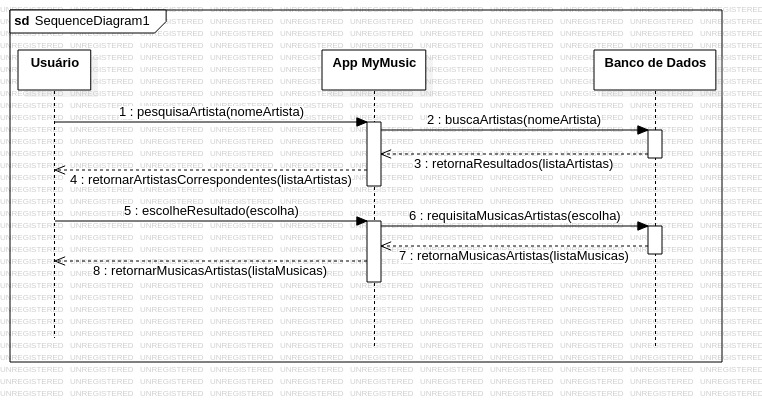 sd SequenceDiagram1
Usuário
App MyMusic
Banco de Dados
1 : pesquisaArtista(nomeArtista)
2 : buscaArtistas(nomeArtista)
3 : retornaResultados(listaArtistas)
4 : retornarArtistasCorrespondentes(listaArtistas)
5 : escolheResultado(escolha)
6 : requisitaMusicasArtistas(escolha)
7 : retornaMusicasArtistas(listaMusicas)
8 : retornarMusicasArtistas(listaMusicas)
UNREGISTERED